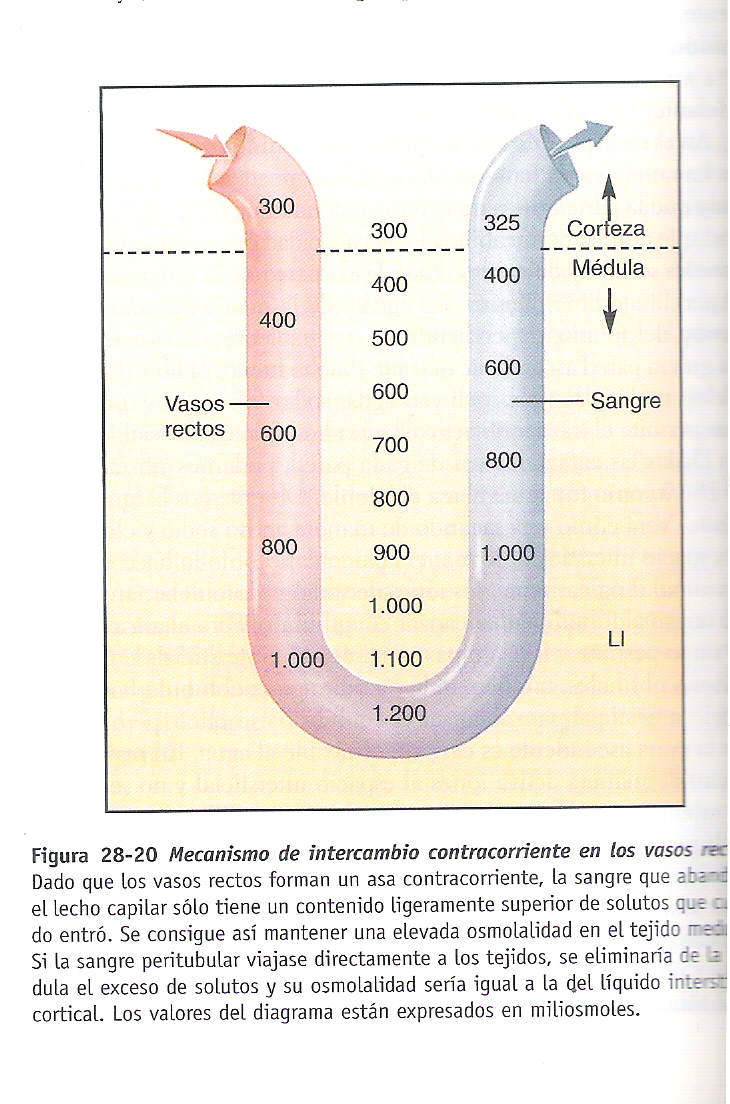 300
300
325
Corteza
400
400
Médula
400
500
600
600
Vasos
rectos
Sangre
600
700
800
800
800
900
1.000
1.000
LI
1.000
1.100
1.200
Figura 28-20 Mecanismo de intercambio contracorriente en los vasos
Dado que los vasos rectos forman un asa contracorriente, la sangre que
el lecho capilar sólo tiene un contenido ligeramente superior de solutos que
do entró. Se consigue así mantener una elevada osmolalidad en el tejido
Si la sangre peritubular viajase directamente a los tejidos, se eliminaría de
dula el exceso de solutos y su osmolalidad sería igual a la del líquido
cortical. Los valores del diagrama están expresados en miliosmoles.